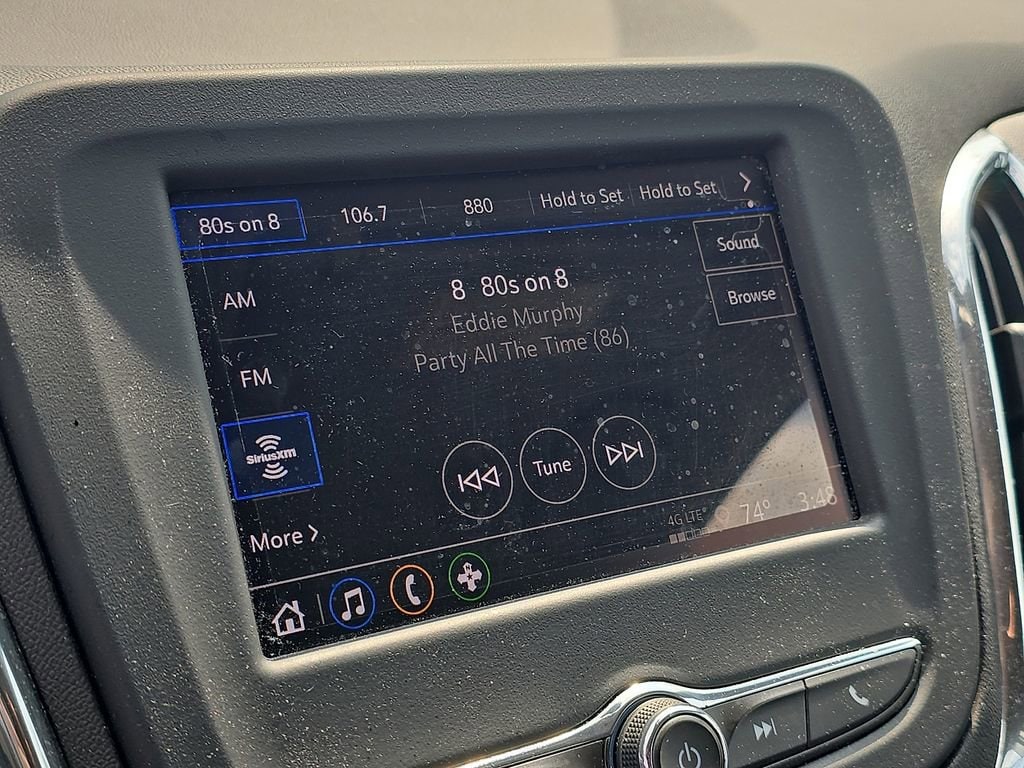 80s on 8 106.7 880 Hold to Set Hold to Set
Sound
Browse
8 80s on 8
Eddie Murphy
Party All The Time (86)
AM
FM
SiriusXM
More
Tune
4G LTE 74° 3:48